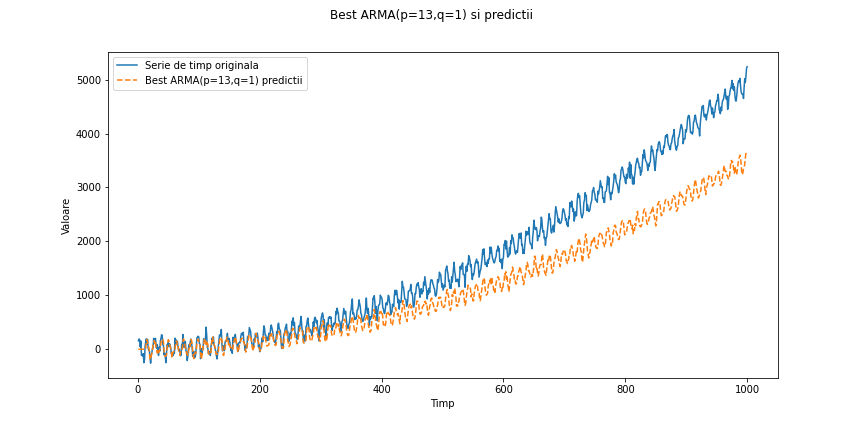 Best ARMA(p=13,q=1) si predictii
Serie de timp originala
Best ARMA(p=13,q=1) predictii
Valoare
5000
4000
3000
2000
1000
0
0 200 400 600 800 1000
Timp